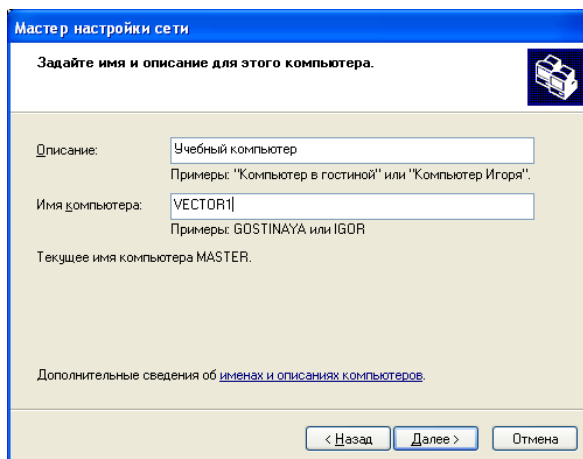 Мастер настройки сети
Задайте имя и описание для этого компьютера.
Описание:
Учебный компьютер
Примеры: "Компьютер в гостиной" или "Компьютер Игоря".
Имя компьютера:
VECTOR1
Примеры: GOSTINAYA или IGOR
Текущее имя компьютера MASTER.
Дополнительные сведения об именах и описаниях компьютеров.
< Назад
Далее >
Отмена